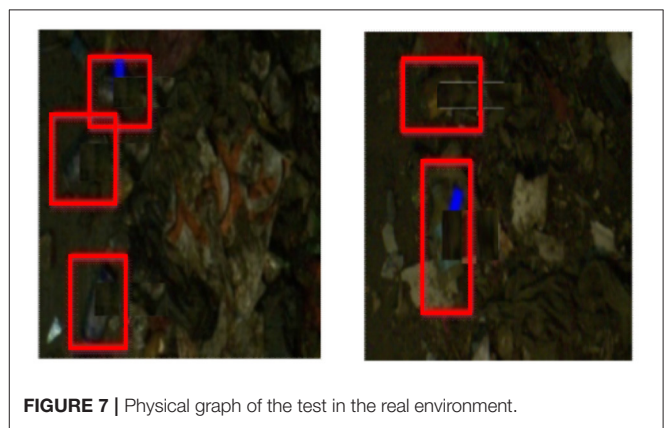 FIGURE 7 | Physical graph of the test in the real environment.